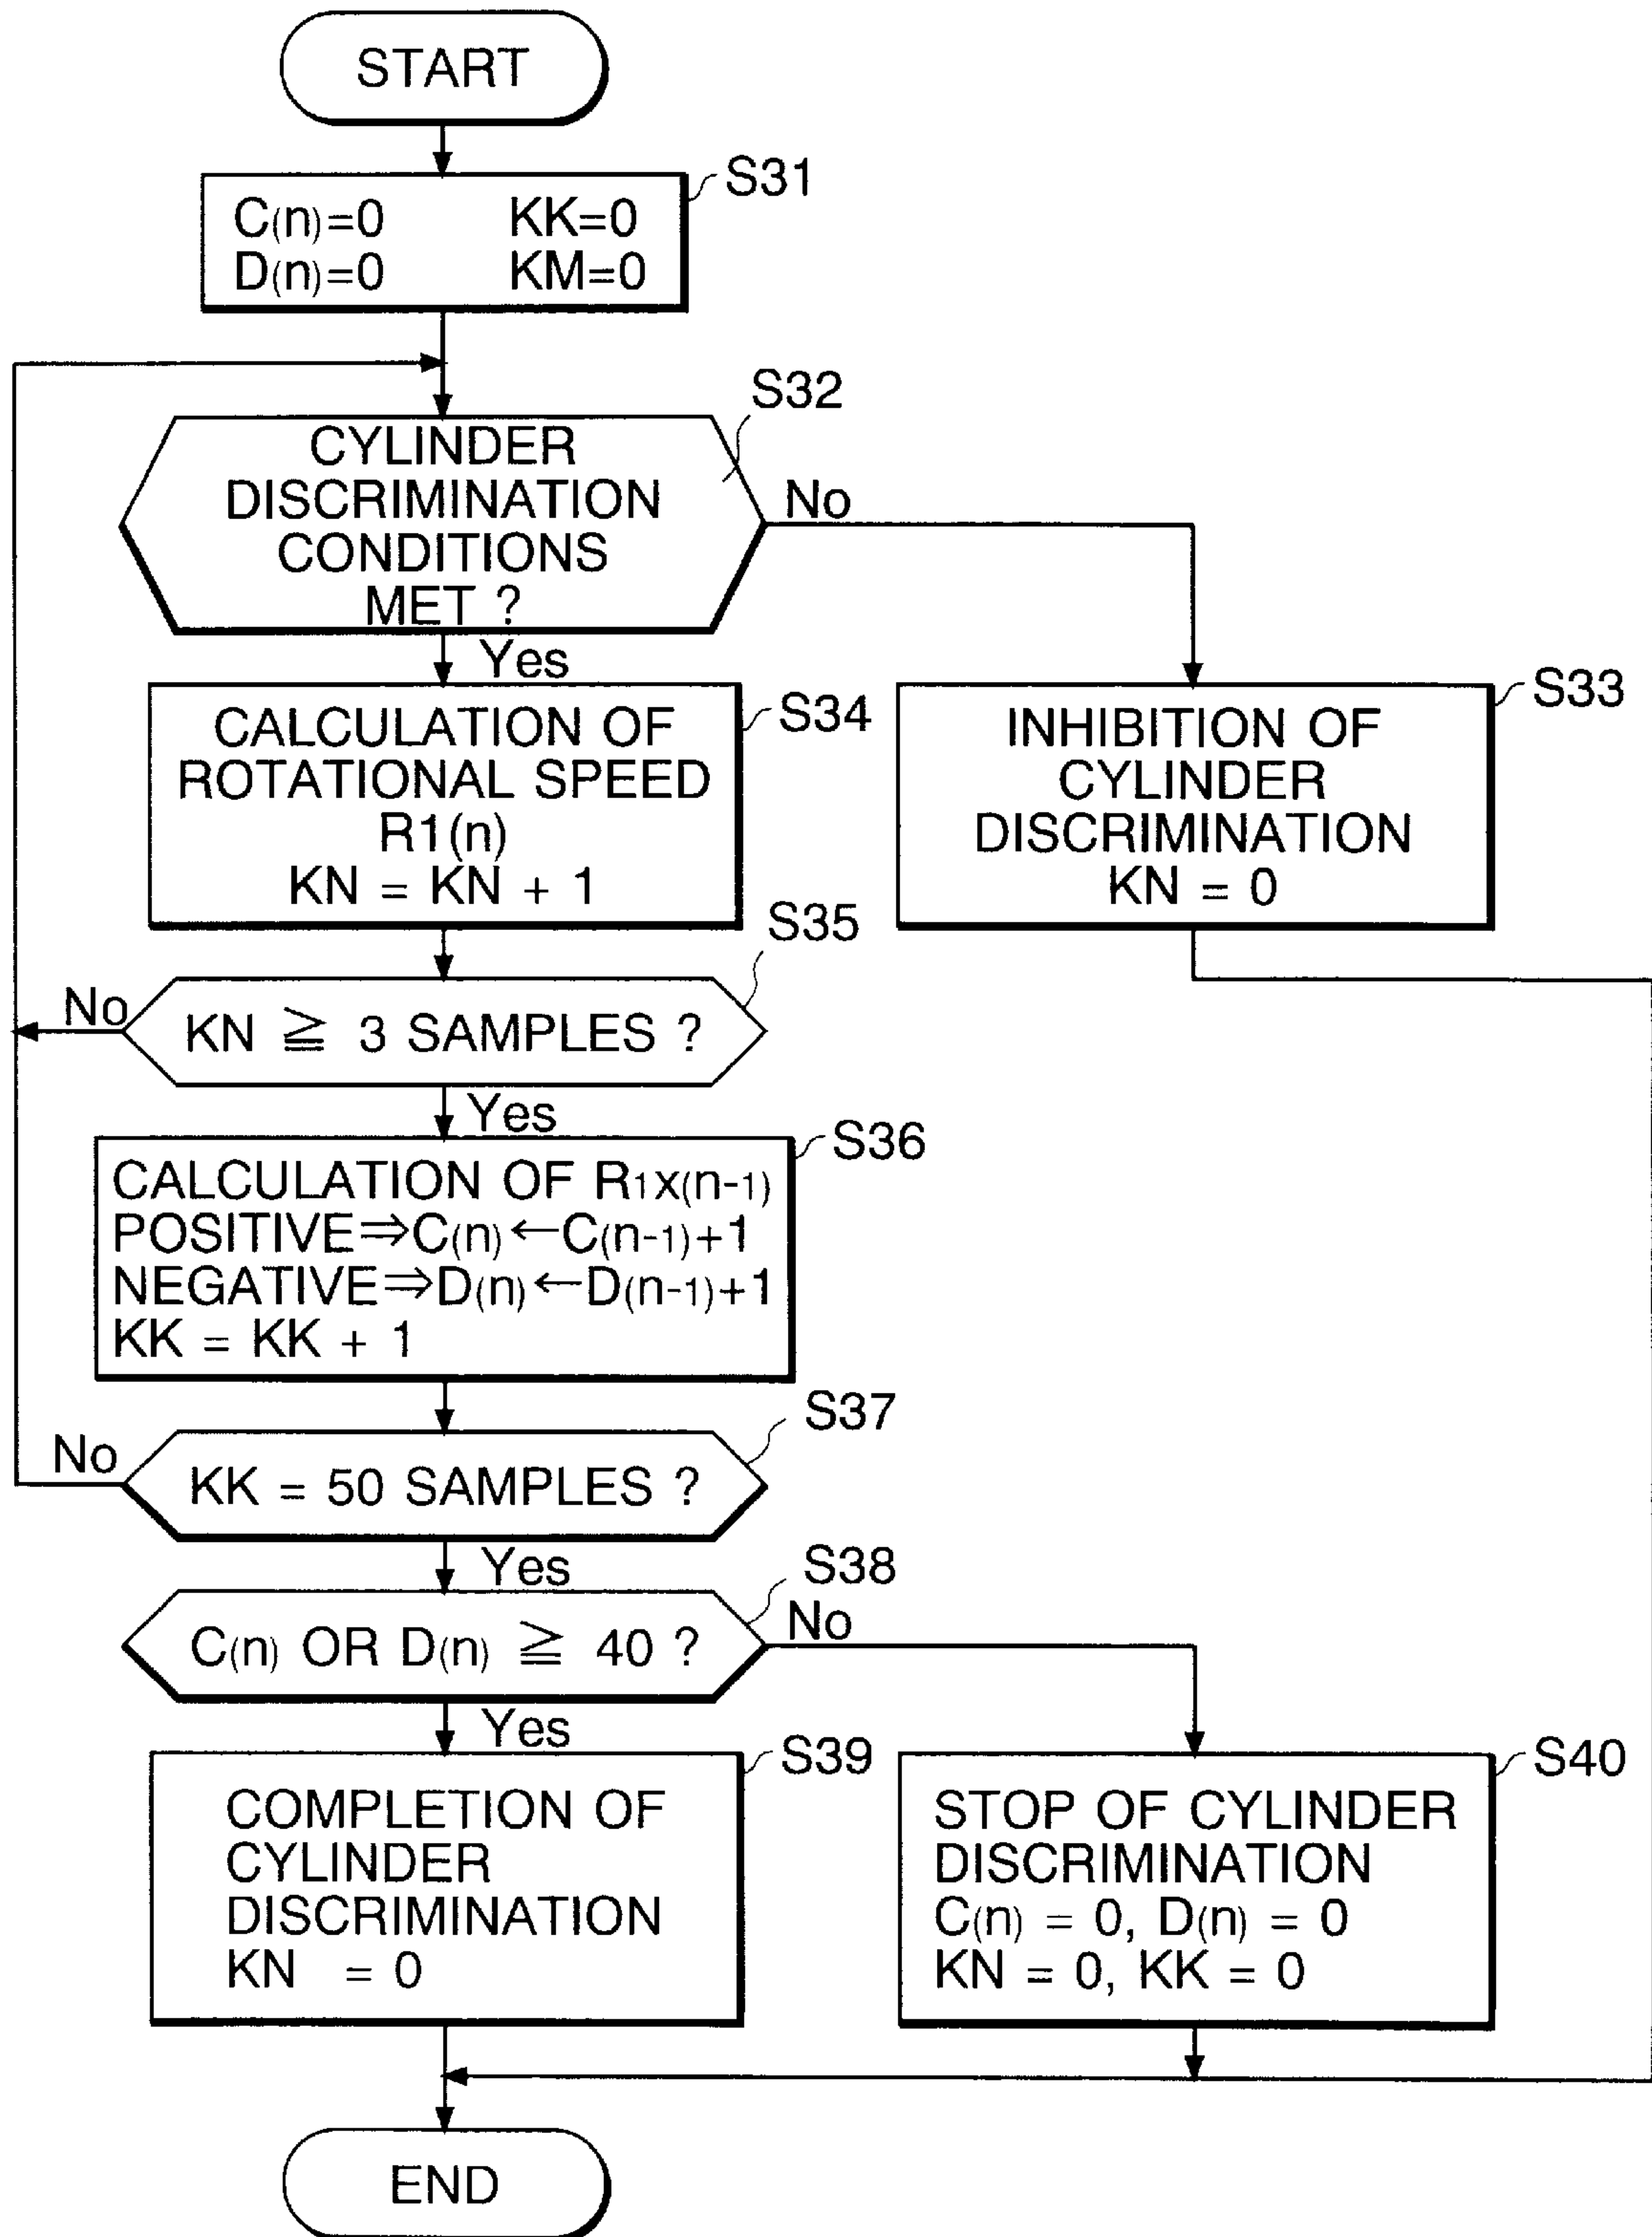 START
S31
C(n)=0 KK=0
D(n)=0 KM=0
S32
CYLINDER
DISCRIMINATION
CONDITIONS
MET ?
No
Yes
S34
CALCULATION OF
ROTATIONAL SPEED
R1(n)
KN = KN + 1
S33
INHIBITION OF
CYLINDER
DISCRIMINATION
KN = 0
S35
No
KN ≧ 3 SAMPLES ?
Yes
S36
CALCULATION OF R1x(n-1)
POSITIVE⇒C(n)←C(n-1)+1
NEGATIVE⇒D(n)←D(n-1)+1
KK = KK + 1
S37
No
KK = 50 SAMPLES ?
Yes
S38
No
C(n) OR D(n) ≧ 40 ?
Yes
S39
COMPLETION OF
CYLINDER
DISCRIMINATION
KN = 0
S40
STOP OF CYLINDER
DISCRIMINATION
C(n) = 0, D(n) = 0
KN = 0, KK = 0
END